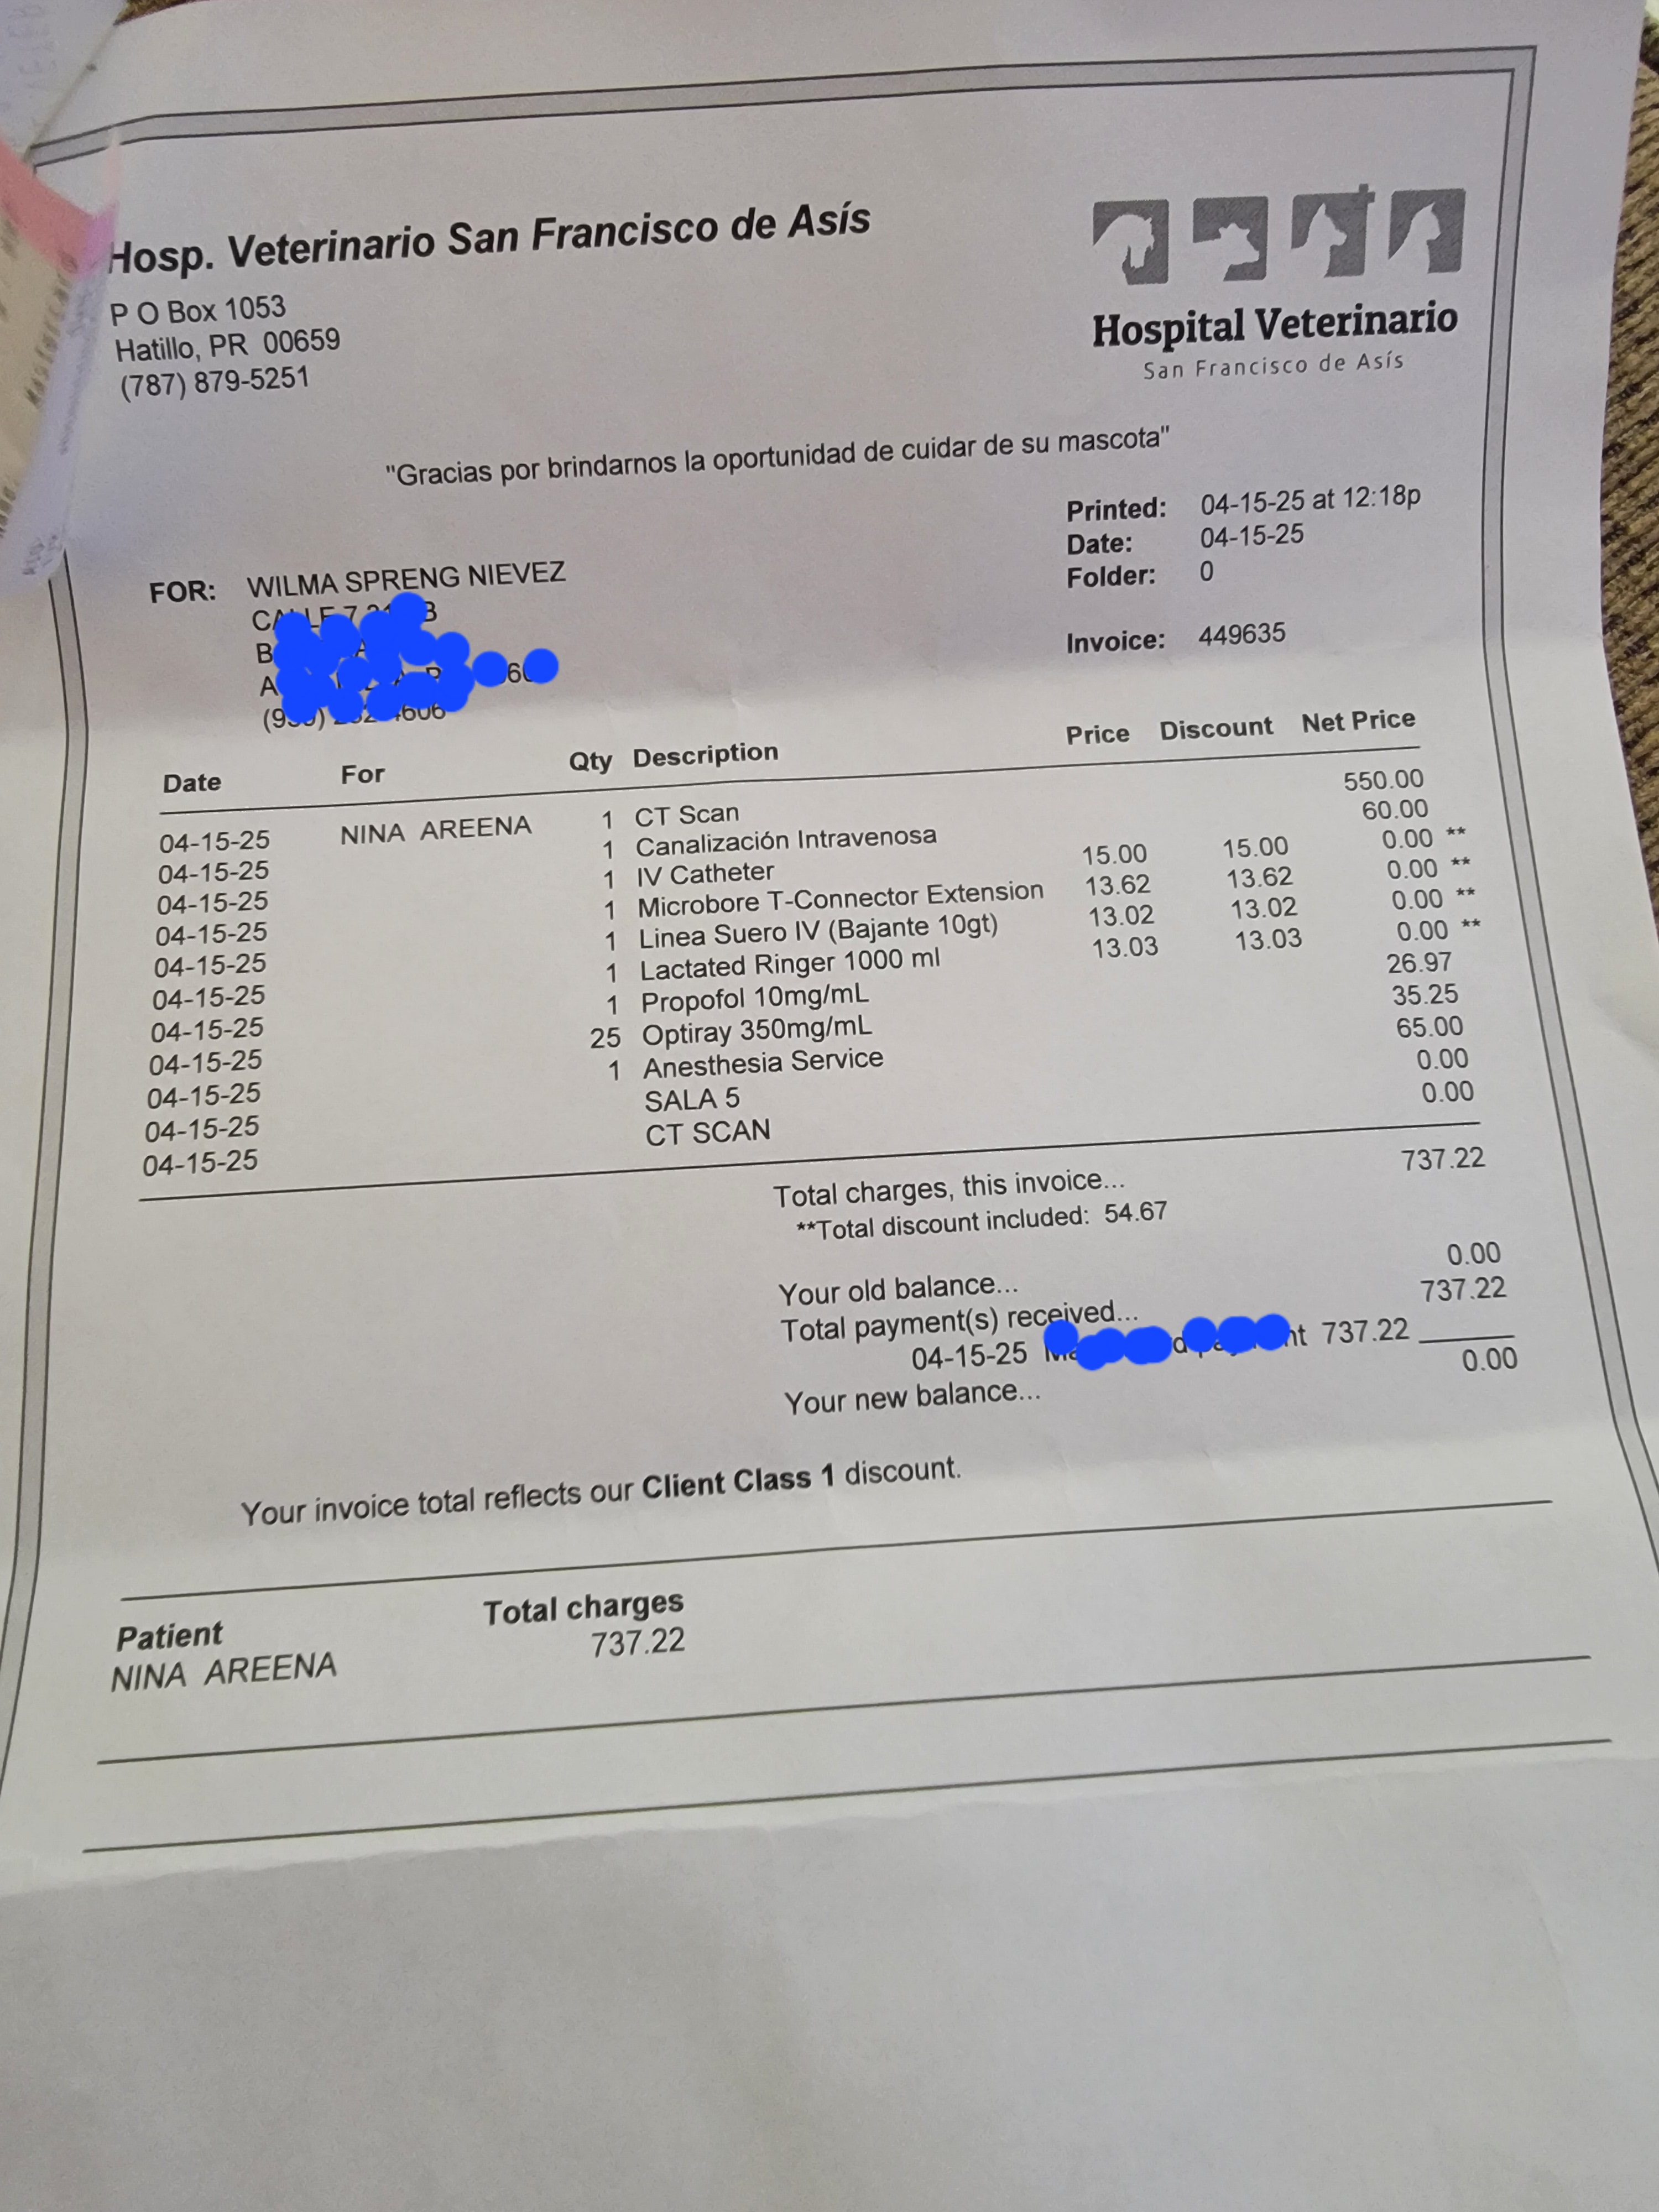 Hosp. Veterinario San Francisco de Asís
P O Box 1053
Hatillo, PR 00659
(787) 879-5251
Hospital Veterinario
San Francisco de Asís
"Gracias por brindarnos la oportunidad de cuidar de su mascota"
Printed: 04-15-25 at 12:18p
Date: 04-15-25
Folder: 0
Invoice: 449635
FOR: WILMA SPRENG NIEVEZ
Date For Qty Description Price Discount Net Price
04-15-25 NINA AREENA 1 CT Scan 550.00
04-15-25 1 Canalización Intravenosa 60.00
04-15-25 1 IV Catheter 15.00 15.00 0.00 **
04-15-25 1 Microbore T-Connector Extension 13.62 13.62 0.00 **
04-15-25 1 Linea Suero IV (Bajante 10gt) 13.02 13.02 0.00 **
04-15-25 1 Lactated Ringer 1000 ml 13.03 13.03 0.00 **
04-15-25 1 Propofol 10mg/mL 26.97
04-15-25 25 Optiray 350mg/mL 35.25
04-15-25 1 Anesthesia Service 65.00
04-15-25 SALA 5 0.00
04-15-25 CT SCAN 0.00
Total charges, this invoice... 737.22
**Total discount included: 54.67
Your old balance... 0.00
Total payment(s) received... 737.22
04-15-25 737.22
Your new balance... 0.00
Your invoice total reflects our Client Class 1 discount.
Patient Total charges
NINA AREENA 737.22